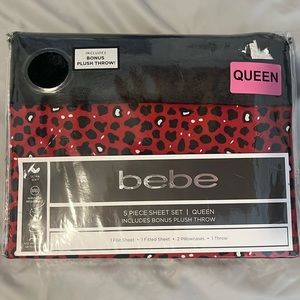 INCLUDES
BONUS
PLUSH THROW!
QUEEN
bebe
5 PIECE SHEET SET | QUEEN
INCLUDES BONUS PLUSH THROW
1 Flat Sheet • 1 Fitted Sheet • 2 Pillowcases • 1 Throw